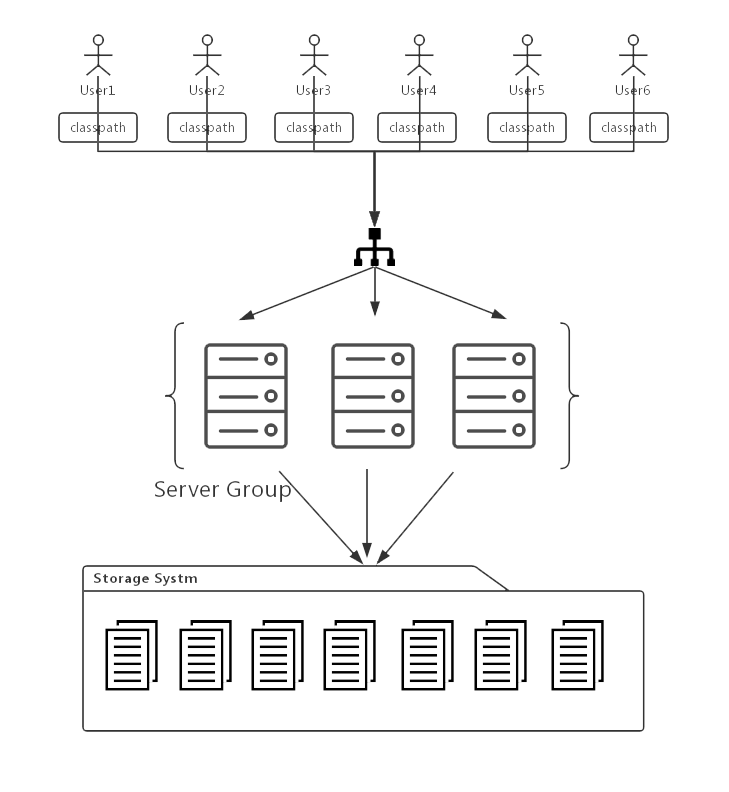 User1 User2 User3 User4 User5 User6
classpath classpath classpath classpath classpath classpath
Server Group
Storage Systm